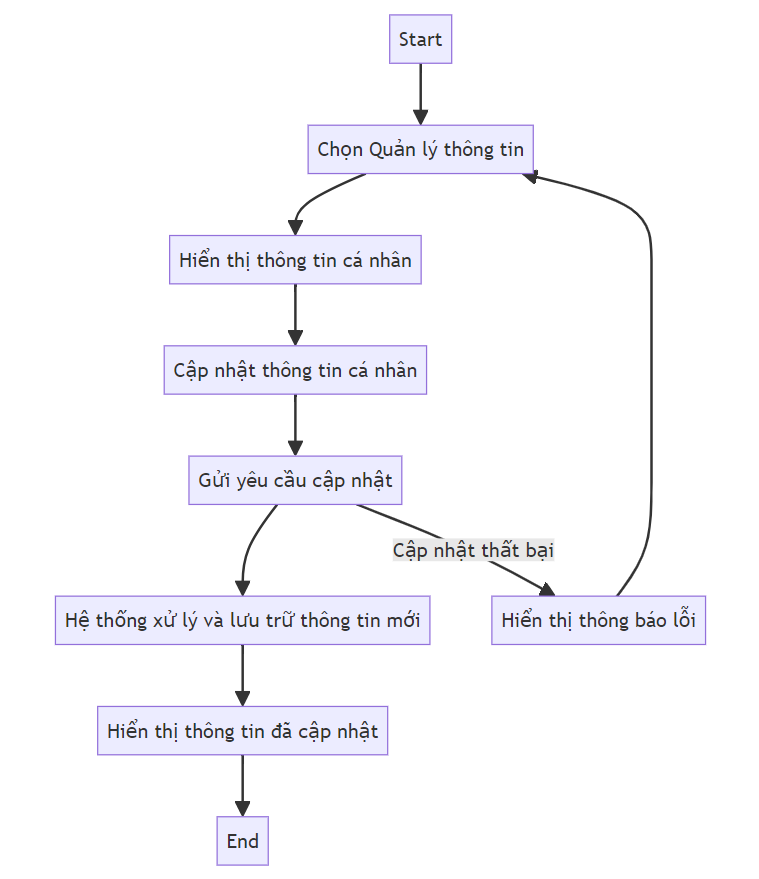 Start
Chọn Quản lý thông tin
Hiển thị thông tin cá nhân
Cập nhật thông tin cá nhân
Gửi yêu cầu cập nhật
Cập nhật thất bại
Hệ thống xử lý và lưu trữ thông tin mới
Hiển thị thông báo lỗi
Hiển thị thông tin đã cập nhật
End